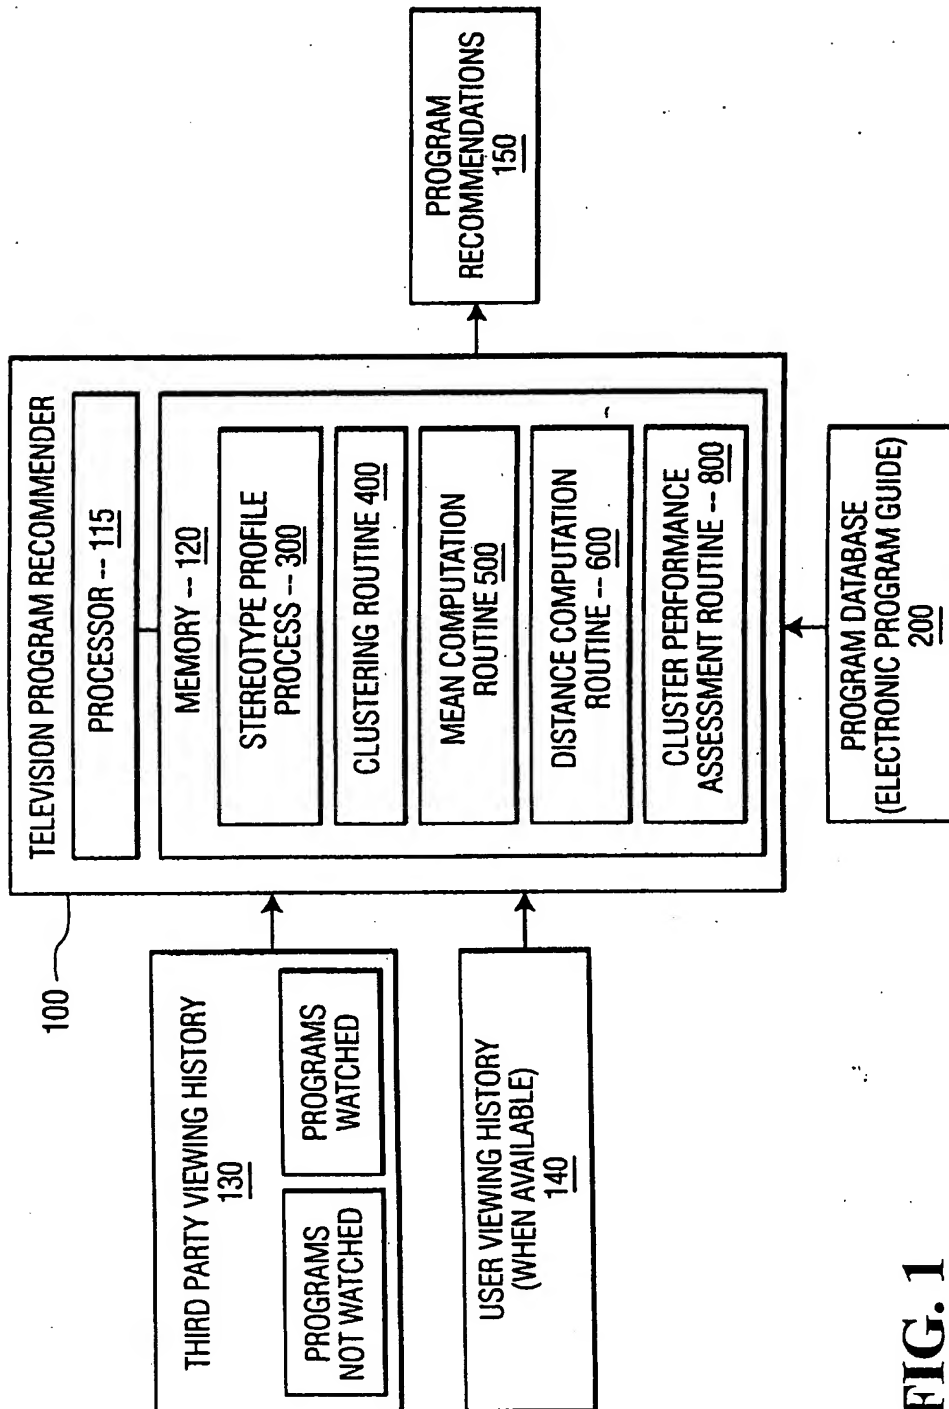 100
TELEVISION PROGRAM RECOMMENDER
PROCESSOR -- 115
MEMORY -- 120
STEREOTYPE PROFILE
PROCESS -- 300
CLUSTERING ROUTINE 400
MEAN COMPUTATION
ROUTINE 500
DISTANCE COMPUTATION
ROUTINE -- 600
CLUSTER PERFORMANCE
ASSESSMENT ROUTINE -- 800
THIRD PARTY VIEWING HISTORY
130
PROGRAMS
NOT WATCHED
PROGRAMS
WATCHED
USER VIEWING HISTORY
(WHEN AVAILABLE)
140
PROGRAM
RECOMMENDATIONS
150
PROGRAM DATABASE
(ELECTRONIC PROGRAM GUIDE)
200
FIG. 1